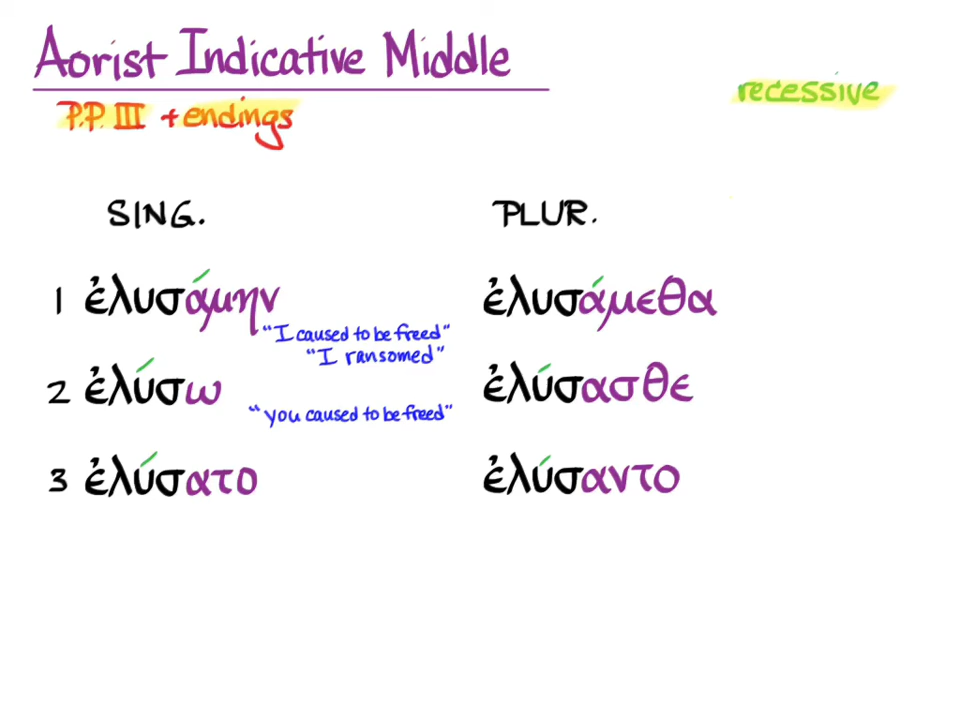 Aorist Indicative Middle
P.P. III + endings
recessive
SING. PLUR.
1 ἐλυσάμην ἐλυσάμεθα
"I caused to be freed"
"I ransomed"
2 ἐλύσω ἐλύσασθε
"you caused to be freed"
3 ἐλύσατο ἐλύσαντο